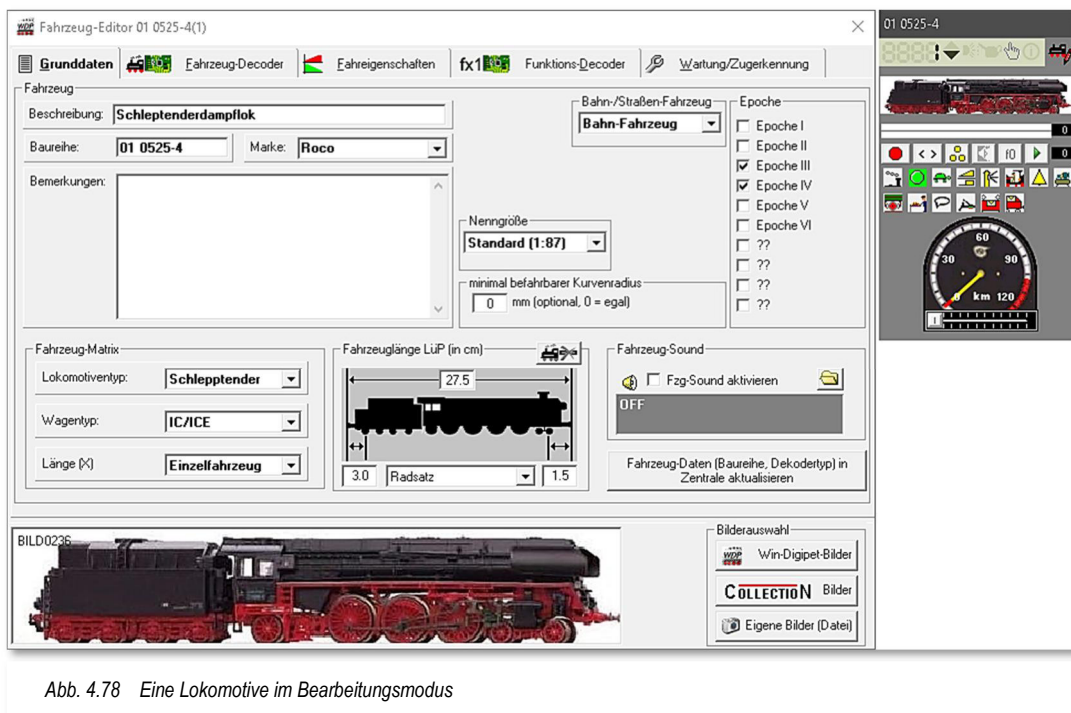 WDP Fahrzeug-Editor 01 0525-4(1)
Grunddaten Fahrzeug-Decoder Fahreigenschaften fx1 Funktions-Decoder Wartung/Zugerkennung
Fahrzeug
Beschreibung: Schleptenderdampflok
Baureihe: 01 0525-4 Marke: Roco
Bemerkungen:
Bahn-/Straßen-Fahrzeug
Bahn-Fahrzeug
Nenngröße
Standard (1:87)
minimal befahrbarer Kurvenradius
0 mm (optional, 0 = egal)
Epoche
Epoche I
Epoche II
Epoche III
Epoche IV
Epoche V
Epoche VI
??
??
??
??
Fahrzeug-Matrix
Lokomotiventyp: Schlepptender
Wagentyp: IC/ICE
Länge (X) Einzelfahrzeug
Fahrzeuglänge LüP (in cm)
27.5
3.0 Radsatz 1.5
Fahrzeug-Sound
Fzg-Sound aktivieren
OFF
Fahrzeug-Daten (Baureihe, Dekodertyp) in
Zentrale aktualisieren
BILD0236
Bilderauswahl
WDP Win-Digipet-Bilder
COLLECTION Bilder
Eigene Bilder (Datei)
01 0525-4
0
f0 0
60
30 90
0 km 120
Abb. 4.78 Eine Lokomotive im Bearbeitungsmodus